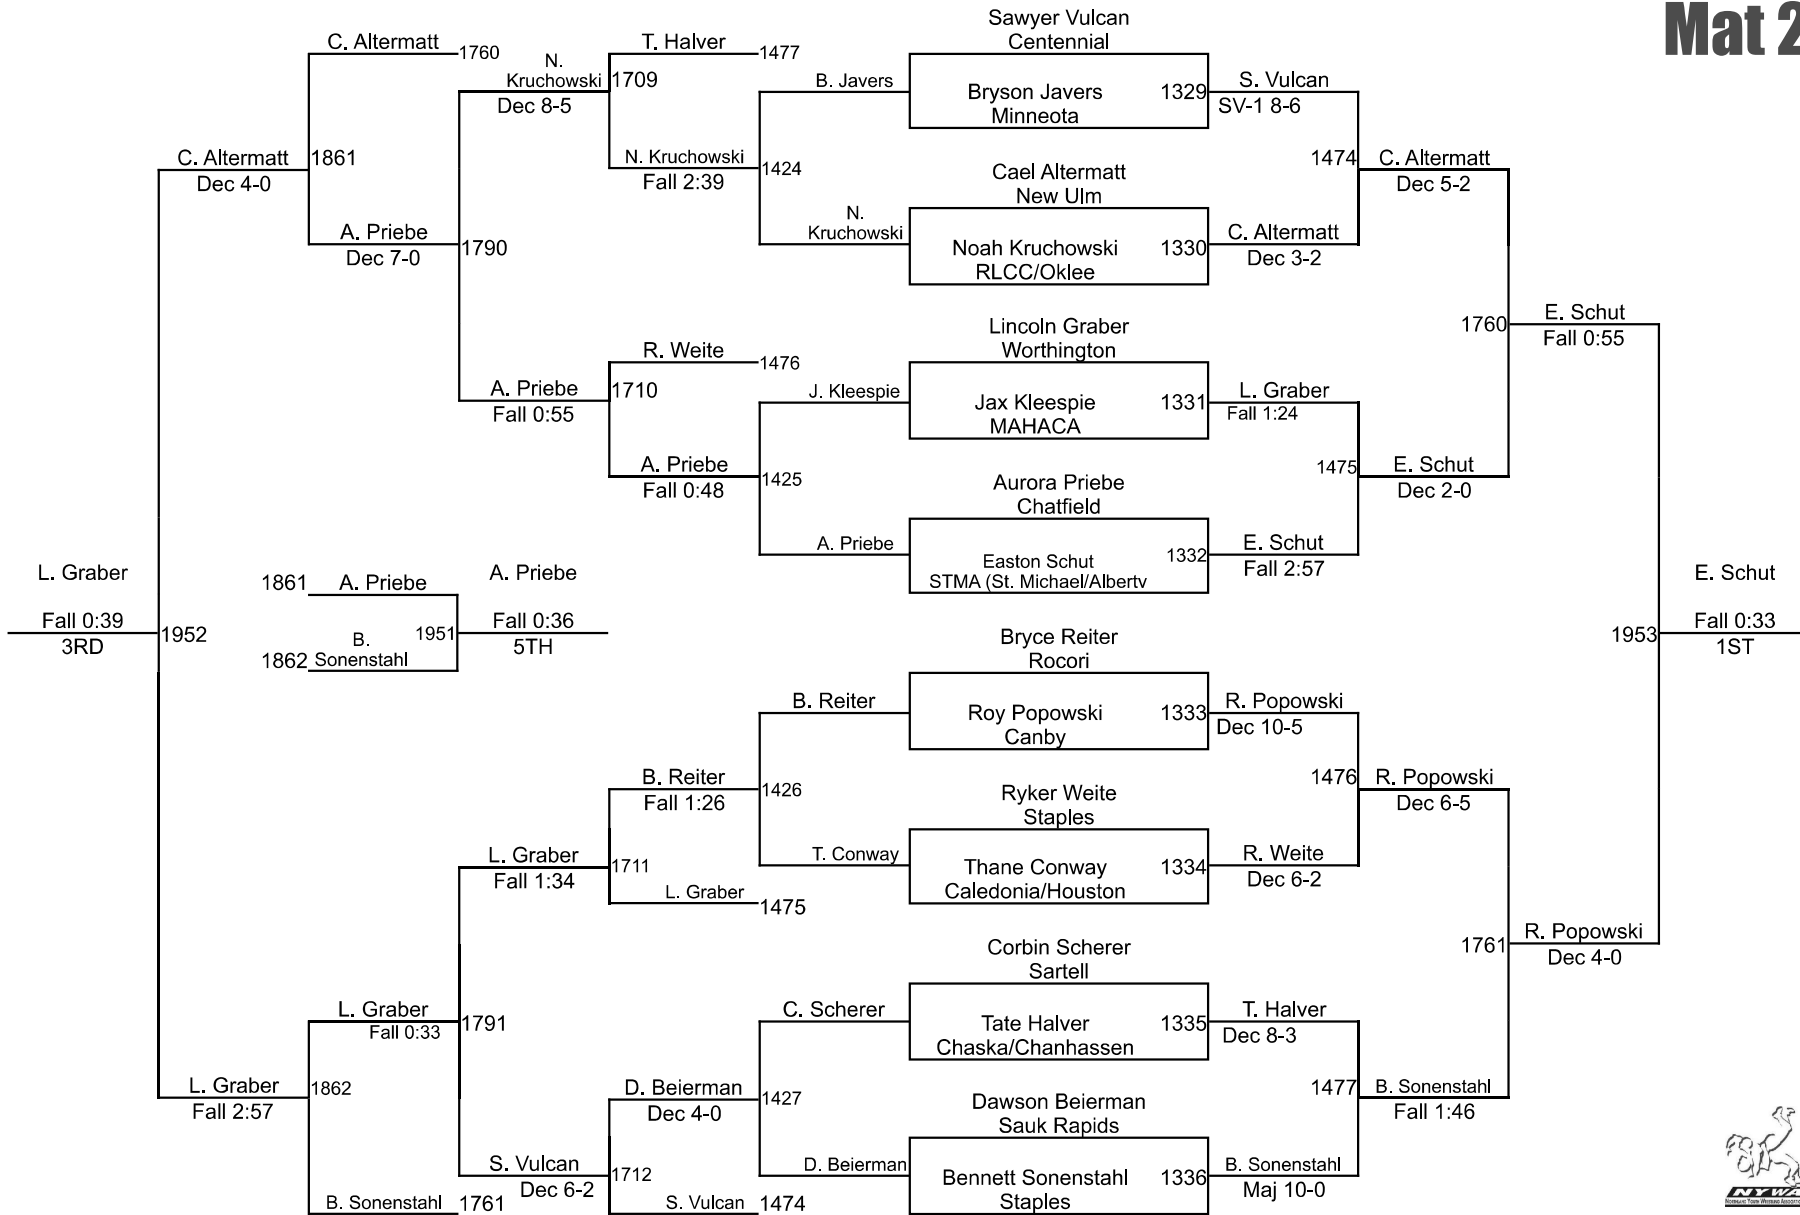 Mat 2
Sawyer Vulcan
Centennial
C. Altermatt
1760
N.
Kruchowski
Dec 8-5
T. Halver
1477
1709
B. Javers
Bryson Javers
Minneota
1329
S. Vulcan
SV-1 8-6
C. Altermatt
Dec 4-0
1861
N. Kruchowski
Fall 2:39
1424
Cael Altermatt
New Ulm
1474
C. Altermatt
Dec 5-2
A. Priebe
Dec 7-0
1790
N.
Kruchowski
Noah Kruchowski
RLCC/Oklee
1330
C. Altermatt
Dec 3-2
Lincoln Graber
Worthington
1760
E. Schut
Fall 0:55
R. Weite
1476
A. Priebe
Fall 0:55
1710
J. Kleespie
Jax Kleespie
MAHACA
1331
L. Graber
Fall 1:24
A. Priebe
Fall 0:48
1425
Aurora Priebe
Chatfield
1475
E. Schut
Dec 2-0
A. Priebe
Easton Schut
STMA (St. Michael/Albertv
1332
E. Schut
Fall 2:57
L. Graber
Fall 0:39
3RD
1952
1861
A. Priebe
1862
B.
Sonenstahl
1951
A. Priebe
Fall 0:36
5TH
Bryce Reiter
Rocori
1953
E. Schut
Fall 0:33
1ST
B. Reiter
Roy Popowski
Canby
1333
R. Popowski
Dec 10-5
B. Reiter
Fall 1:26
1426
Ryker Weite
Staples
1476
R. Popowski
Dec 6-5
L. Graber
Fall 1:34
1711
T. Conway
Thane Conway
Caledonia/Houston
1334
R. Weite
Dec 6-2
L. Graber
1475
Corbin Scherer
Sartell
1761
R. Popowski
Dec 4-0
L. Graber
Fall 0:33
1791
C. Scherer
Tate Halver
Chaska/Chanhassen
1335
T. Halver
Dec 8-3
L. Graber
Fall 2:57
1862
D. Beierman
Dec 4-0
1427
Dawson Beierman
Sauk Rapids
1477
B. Sonenstahl
Fall 1:46
S. Vulcan
Dec 6-2
1712
D. Beierman
Bennett Sonenstahl
Staples
1336
B. Sonenstahl
Maj 10-0
B. Sonenstahl
1761
S. Vulcan
1474
NYWA